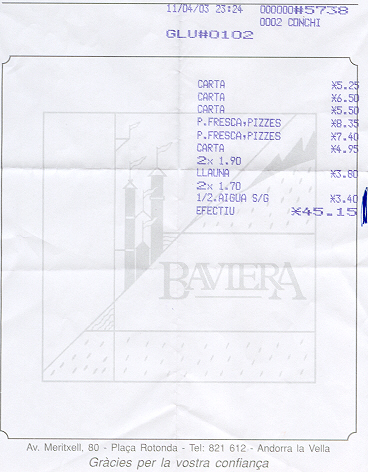 11/04/03 23:24 000000#5738
0002 CONCHI
GLU#0102
CARTA ×5.25
CARTA ×6.50
CARTA ×5.50
P.FRESCA,PIZZES ×8.35
P.FRESCA,PIZZES ×7.40
CARTA ×4.95
2× 1.90
LLAUNA ×3.80
2× 1.70
1/2.AIGUA S/G ×3.40
EFECTIU ×45.15
BAVIERA
Av. Meritxell, 80 - Plaça Rotonda - Tel: 821 612 - Andorra la Vella
Gràcies per la vostra confiança